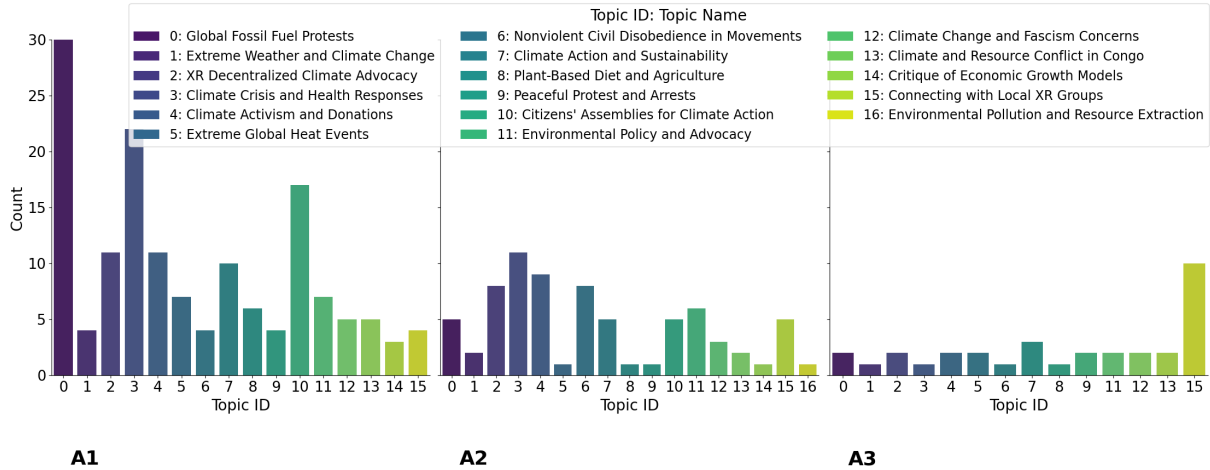 Topic ID: Topic Name
0: Global Fossil Fuel Protests
1: Extreme Weather and Climate Change
2: XR Decentralized Climate Advocacy
3: Climate Crisis and Health Responses
4: Climate Activism and Donations
5: Extreme Global Heat Events
6: Nonviolent Civil Disobedience in Movements
7: Climate Action and Sustainability
8: Plant-Based Diet and Agriculture
9: Peaceful Protest and Arrests
10: Citizens' Assemblies for Climate Action
11: Environmental Policy and Advocacy
12: Climate Change and Fascism Concerns
13: Climate and Resource Conflict in Congo
14: Critique of Economic Growth Models
15: Connecting with Local XR Groups
16: Environmental Pollution and Resource Extraction
Count
30
25
20
15
10
5
0
0 1 2 3 4 5 6 7 8 9 10 11 12 13 14 15
Topic ID
A1
0 1 2 3 4 5 6 7 8 9 10 11 12 13 14 15 16
Topic ID
A2
0 1 2 3 4 5 6 7 8 9 11 12 13 15
Topic ID
A3